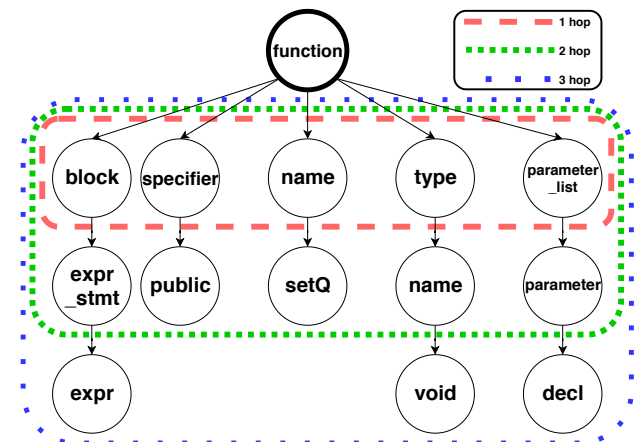 function
1 hop
2 hop
3 hop
block
specifier
name
type
parameter
_list
expr
_stmt
public
setQ
name
parameter
expr
void
decl